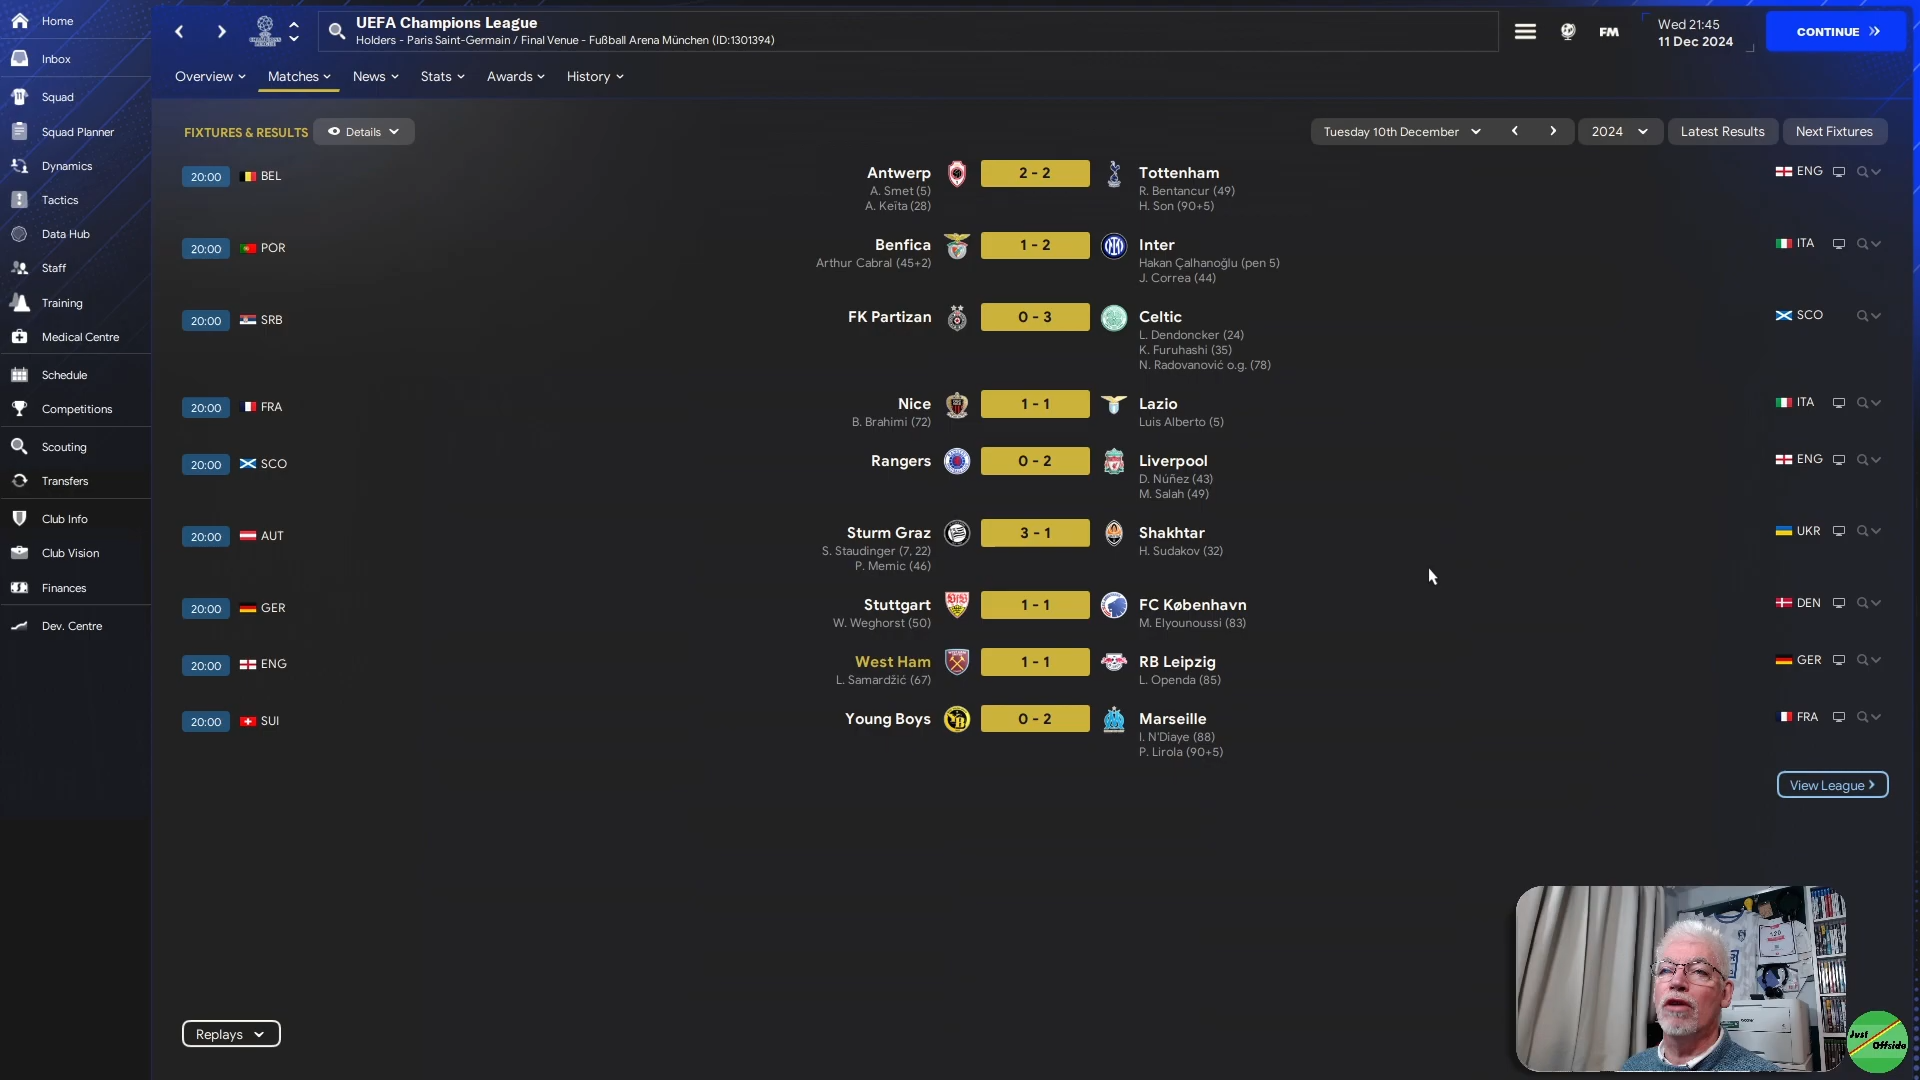 Home
Inbox
Squad
Squad Planner
Dynamics
Tactics
Data Hub
Staff
Training
Medical Centre
Schedule
Competitions
Scouting
Transfers
Club Info
Club Vision
Finances
Dev. Centre
UEFA Champions League
Holders - Paris Saint-Germain / Final Venue - Fußball Arena München (ID:1301394)
FM
Wed 21:45
11 Dec 2024
CONTINUE
Overview Matches News Stats Awards History
FIXTURES & RESULTS Details
Tuesday 10th December 2024 Latest Results Next Fixtures
20:00 BEL Antwerp 2 - 2 Tottenham ENG
A. Smet (5) R. Bentancur (49)
A. Keïta (28) H. Son (90+5)
20:00 POR Benfica 1 - 2 Inter ITA
Arthur Cabral (45+2) Hakan Çalhanoğlu (pen 5)
J. Correa (44)
20:00 SRB FK Partizan 0 - 3 Celtic SCO
L. Dendoncker (24)
K. Furuhashi (35)
N. Radovanović o.g. (78)
20:00 FRA Nice 1 - 1 Lazio ITA
B. Brahimi (72) Luis Alberto (5)
20:00 SCO Rangers 0 - 2 Liverpool ENG
D. Núñez (43)
M. Salah (49)
20:00 AUT Sturm Graz 3 - 1 Shakhtar UKR
S. Staudinger (7, 22) H. Sudakov (32)
P. Memic (46)
20:00 GER Stuttgart 1 - 1 FC København DEN
W. Weghorst (50) M. Elyounoussi (83)
20:00 ENG West Ham 1 - 1 RB Leipzig GER
L. Samardžić (67) L. Openda (85)
20:00 SUI Young Boys 0 - 2 Marseille FRA
I. N'Diaye (88)
P. Lirola (90+5)
View League
Replays
Just
Offside